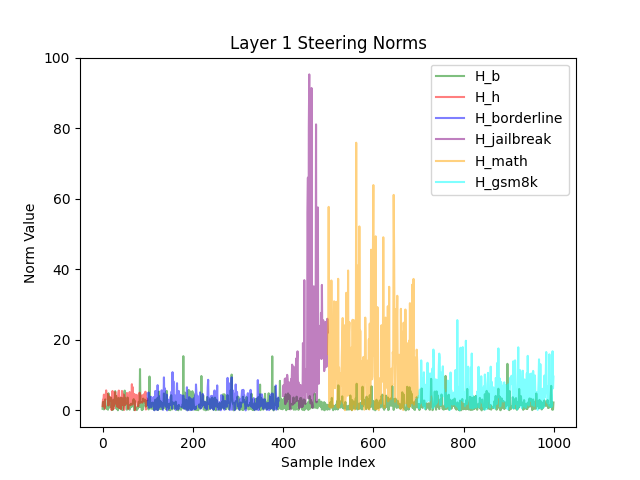 Layer 1 Steering Norms
100
80
60
40
20
0
Norm Value
H_b
H_h
H_borderline
H_jailbreak
H_math
H_gsm8k
0 200 400 600 800 1000
Sample Index